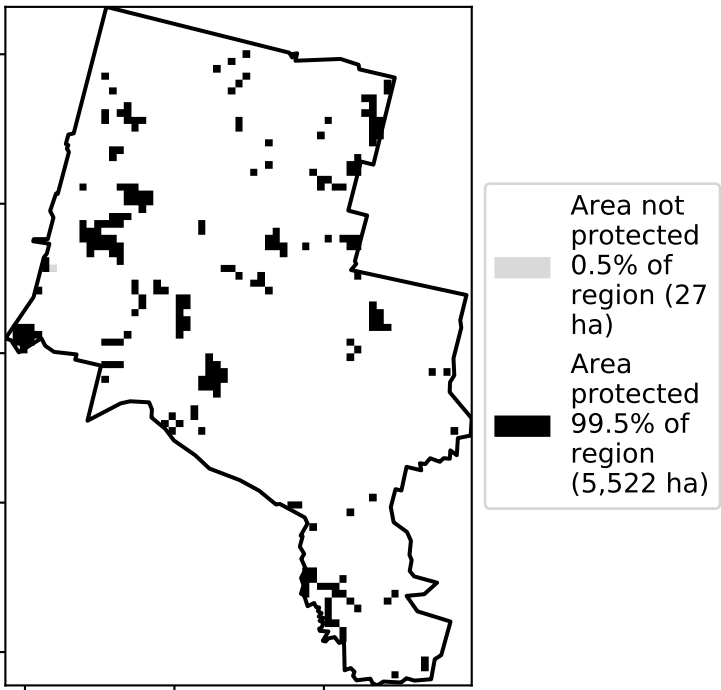 Area not
protected
0.5% of
region (27
ha)
Area
protected
99.5% of
region
(5,522 ha)